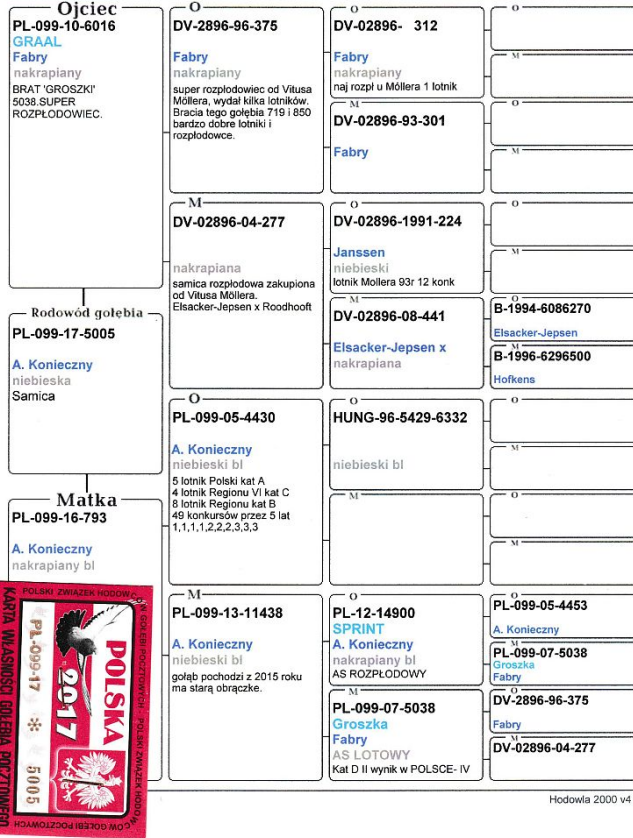 Ojciec
PL-099-10-6016
GRAAL
Fabry
nakrapiany
BRAT 'GROSZKI'
5038.SUPER
ROZPŁODOWIEC.
Rodowód gołębia
PL-099-17-5005
A. Konieczny
niebieska
Samica
Matka
PL-099-16-793
A. Konieczny
nakrapiany bl
O
DV-2896-96-375
Fabry
nakrapiany
super rozpłodowiec od Vitusa
Möllera, wydał kilka lotników.
Bracia tego gołębia 719 i 850
bardzo dobre lotniki i
rozpłodowce.
M
DV-02896-04-277
nakrapiana
samica rozpłodowa zakupiona
od Vitusa Möllera.
Elsacker-Jepsen x Roodhooft
O
PL-099-05-4430
A. Konieczny
niebieski bl
5 lotnik Polski kat A
4 lotnik Regionu VI kat C
8 lotnik Regionu kat B
49 konkursów przez 5 lat
1,1,1,1,2,2,2,3,3,3
M
PL-099-13-11438
A. Konieczny
niebieski bl
gołąb pochodzi z 2015 roku
ma starą obrączke.
O
DV-02896- 312
Fabry
nakrapiany
naj rozpł u Möllera 1 lotnik
M
DV-02896-93-301
Fabry
O
DV-02896-1991-224
Janssen
niebieski
lotnik Mollera 93r 12 konk
M
DV-02896-08-441
Elsacker-Jepsen x
nakrapiana
O
HUNG-96-5429-6332
niebieski bl
M
O
PL-12-14900
SPRINT
A. Konieczny
nakrapiany bl
AS ROZPŁODOWY
M
PL-099-07-5038
Groszka
Fabry
AS LOTOWY
Kat D II wynik w POLSCE- IV
O
M
O
M
O
M
O
B-1994-6086270
Elsacker-Jepsen
M
B-1996-6296500
Hofkens
O
M
O
M
O
PL-099-05-4453
A. Konieczny
M
PL-099-07-5038
Groszka
Fabry
O
DV-2896-96-375
Fabry
M
DV-02896-04-277
POLSKI ZWIĄZEK HODOWCÓW GOŁĘBI POCZTOWYCH
POLSKI ZWIĄZEK HODOWCÓW GOŁĘBI POCZTOWYCH
POLSKA
2017
PL-099-17 * 5005
KARTA WŁASNOŚCI GOŁĘBIA POCZTOWEGO
Hodowla 2000 v4